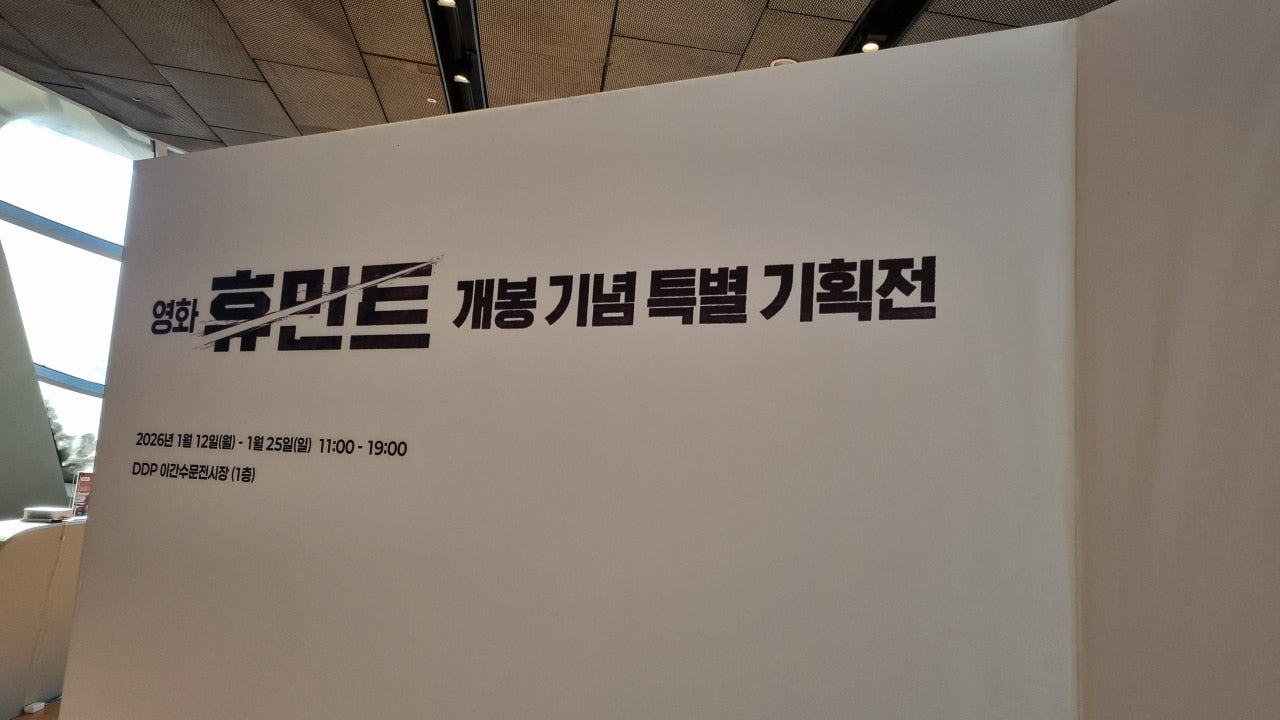 영화 휴민트 개봉 기념 특별 기획전
2026년 1월 12일(월) - 1월 25일(일) 11:00 - 19:00
DDP 이간수문전시장 (1층)